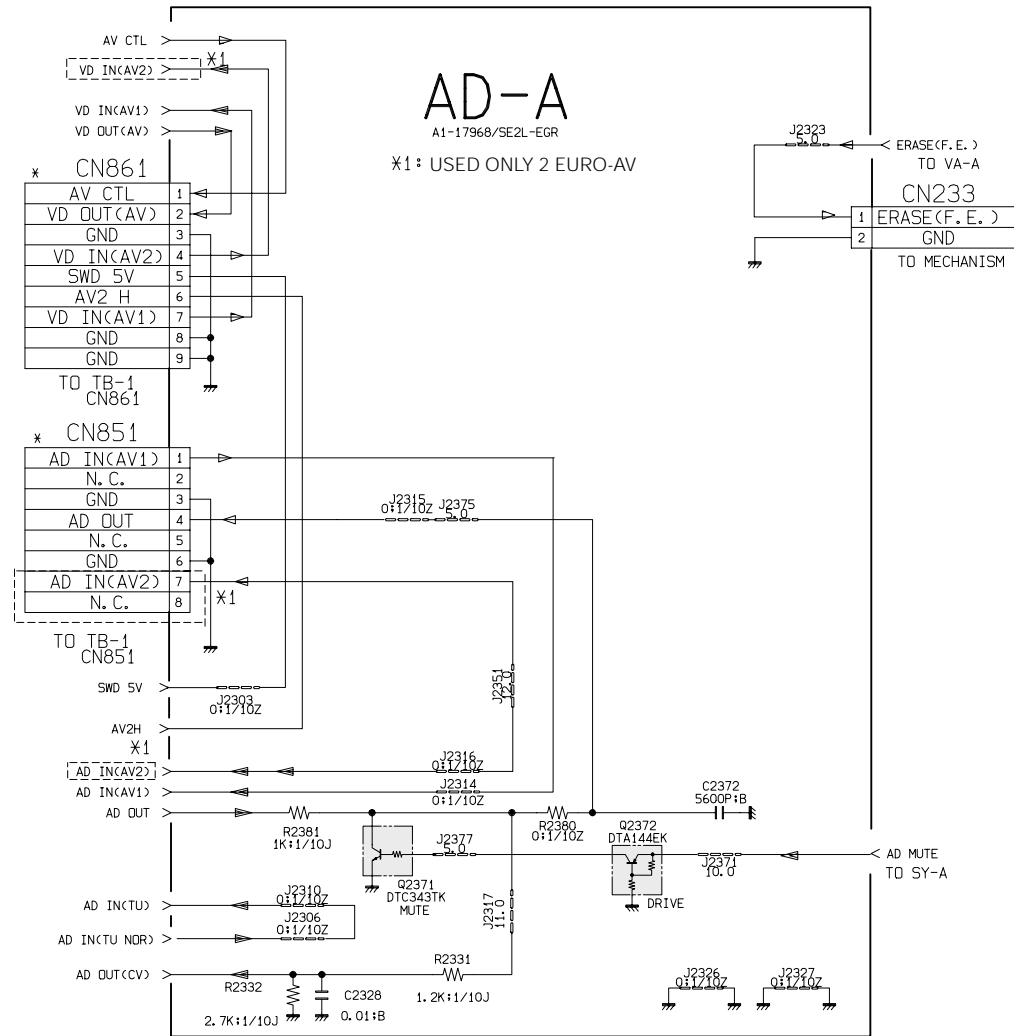 AV CTL
VD IN(AV2)
*1
VD IN(AV1)
VD OUT(AV)
AD-A
A1-17968/SE2L-EGR
*1: USED ONLY 2 EURO-AV
J2323
5.0
ERASE(F.E.)
TO VA-A
CN233
1 ERASE(F.E.)
2 GND
TO MECHANISM
* CN861
AV CTL 1
VD OUT(AV) 2
GND 3
VD IN(AV2) 4
SWD 5V 5
AV2 H 6
VD IN(AV1) 7
GND 8
GND 9
TO TB-1
CN861
* CN851
AD IN(AV1) 1
N.C. 2
GND 3
AD OUT 4
N.C. 5
GND 6
AD IN(AV2) 7
N.C. 8
*1
TO TB-1
CN851
J2315
0:1/10Z
J2375
5.0
J2351
12.0
SWD 5V
J2303
0:1/10Z
AV2H
*1
AD IN(AV2)
J2316
0:1/10Z
AD IN(AV1)
J2314
0:1/10Z
AD OUT
R2381
1K:1/10J
R2380
0:1/10Z
C2372
5600P:B
Q2371
DTC343TK
MUTE
J2377
5.0
Q2372
DTA144EK
DRIVE
J2371
10.0
AD MUTE
TO SY-A
J2317
11.0
AD IN(TU)
J2310
0:1/10Z
AD IN(TU NOR)
J2306
0:1/10Z
AD OUT(CV)
R2332
2.7K:1/10J
C2328
0.01:B
R2331
1.2K:1/10J
J2326
0:1/10Z
J2327
0:1/10Z